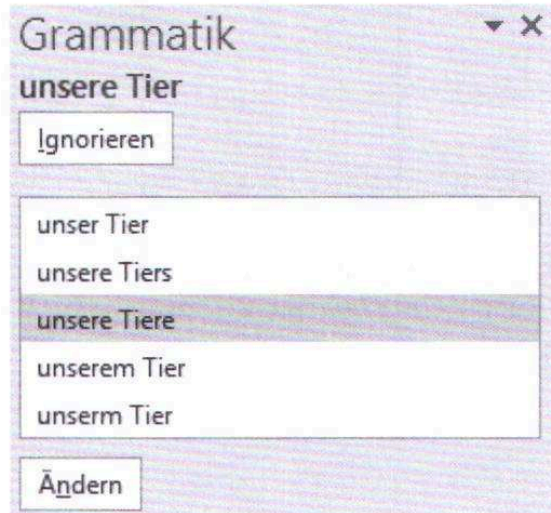 Grammatik
unsere Tier
Ignorieren
unser Tier
unsere Tiers
unsere Tiere
unserem Tier
unserm Tier
Ändern